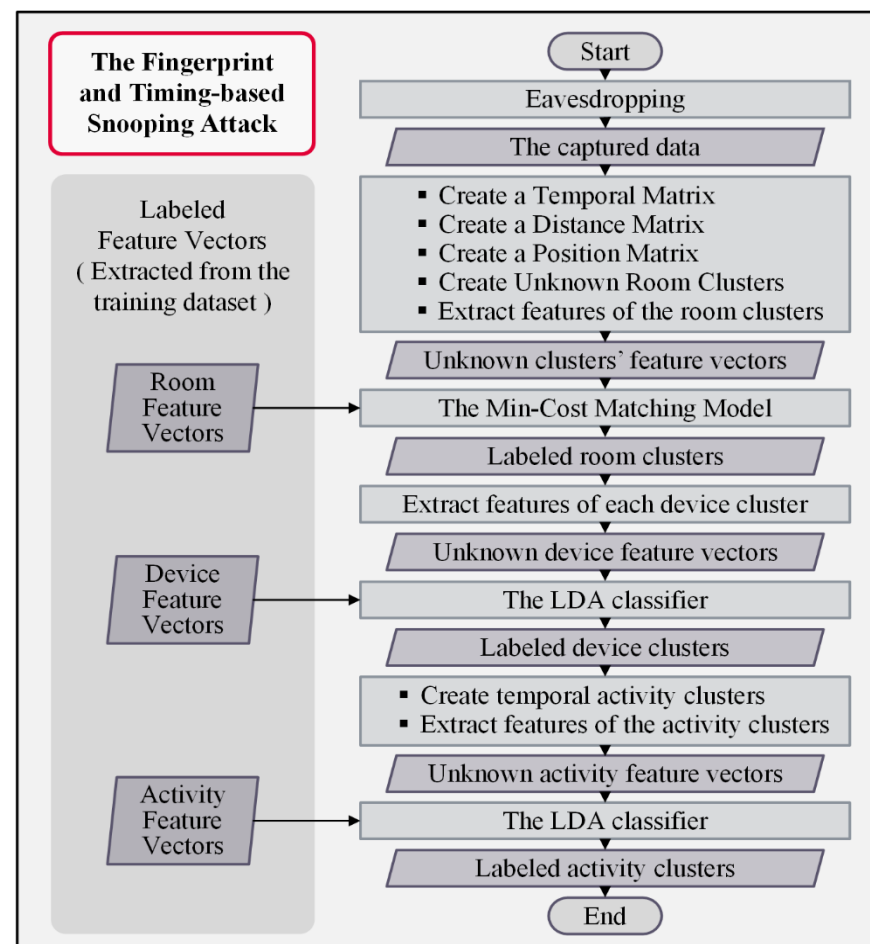 The Fingerprint
and Timing-based
Snooping Attack
Labeled
Feature Vectors
( Extracted from the
training dataset )
Room
Feature
Vectors
Device
Feature
Vectors
Activity
Feature
Vectors
Start
Eavesdropping
The captured data
▪ Create a Temporal Matrix
▪ Create a Distance Matrix
▪ Create a Position Matrix
▪ Create Unknown Room Clusters
▪ Extract features of the room clusters
Unknown clusters’ feature vectors
The Min-Cost Matching Model
Labeled room clusters
Extract features of each device cluster
Unknown device feature vectors
The LDA classifier
Labeled device clusters
▪ Create temporal activity clusters
▪ Extract features of the activity clusters
Unknown activity feature vectors
The LDA classifier
Labeled activity clusters
End